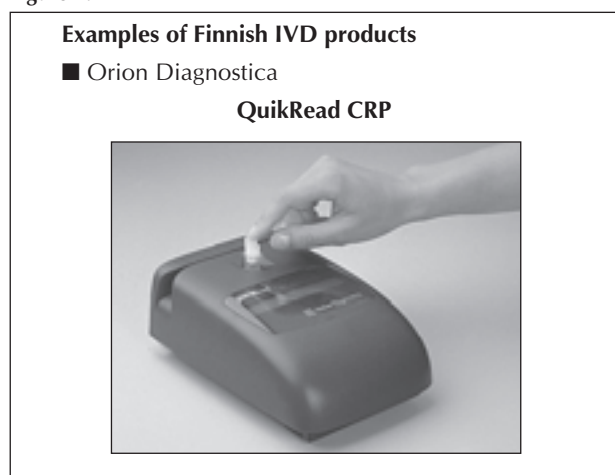 Examples of Finnish IVD products
■ Orion Diagnostica
QuikRead CRP